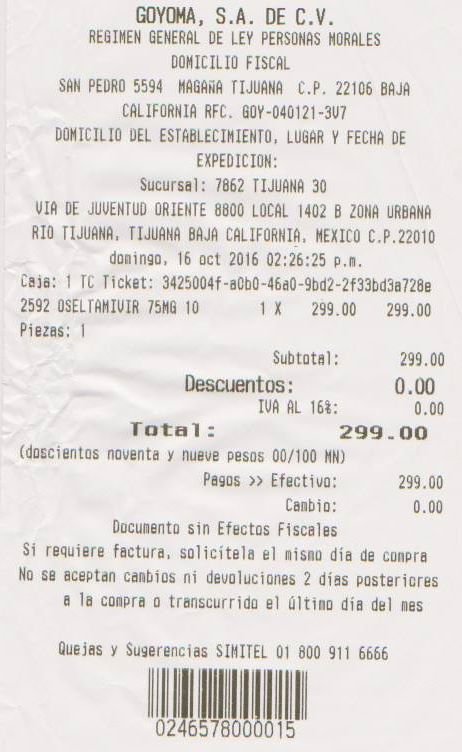 GOYOMA, S.A. DE C.V.
REGIMEN GENERAL DE LEY PERSONAS MORALES
DOMICILIO FISCAL
SAN PEDRO 5594 MAGAÑA TIJUANA C.P. 22106 BAJA
CALIFORNIA RFC. GOY-040121-3U7
DOMICILIO DEL ESTABLECIMIENTO, LUGAR Y FECHA DE
EXPEDICION:
Sucursal: 7862 TIJUANA 30
VIA DE JUVENTUD ORIENTE 8800 LOCAL 1402 B ZONA URBANA
RIO TIJUANA, TIJUANA BAJA CALIFORNIA, MEXICO C.P.22010
domingo, 16 oct 2016 02:26:25 p.m.
Caja: 1 TC Ticket: 3425004f-a0b0-46a0-9bd2-2f33bd3a728e
2592 OSELTAMIVIR 75MG 10 1 X 299.00 299.00
Piezas: 1
Subtotal: 299.00
Descuentos: 0.00
IVA AL 16%: 0.00
Total: 299.00
(doscientos noventa y nueve pesos 00/100 MN)
Pagos >> Efectivo: 299.00
Cambio: 0.00
Documento sin Efectos Fiscales
Si requiere factura, solicítela el mismo día de compra
No se aceptan cambios ni devoluciones 2 días posteriores
a la compra o transcurrido el último día del mes
Quejas y Sugerencias SIMITEL 01 800 911 6666
0246578000015